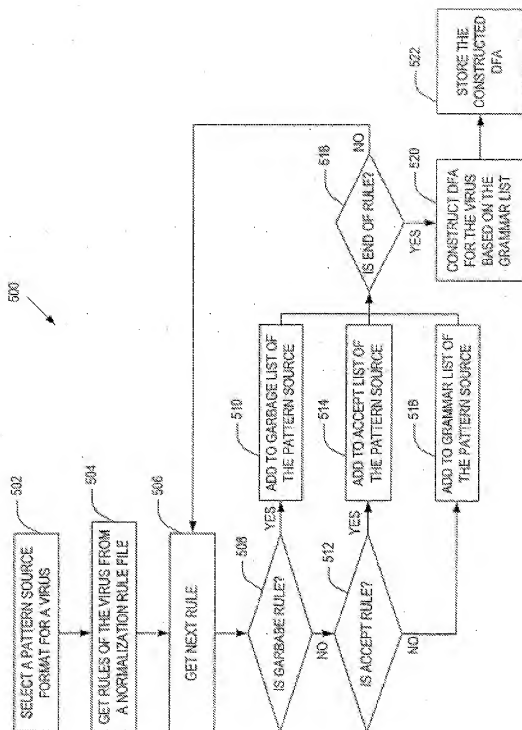 500
502
SELECT A PATTERN SOURCE
FORMAT FOR A VIRUS
504
GET RULES OF THE VIRUS FROM
A NORMALIZATION RULE FILE
506
GET NEXT RULE
508
IS GARBAGE RULE?
YES
NO
510
ADD TO GARBAGE LIST OF
THE PATTERN SOURCE
512
IS ACCEPT RULE?
YES
NO
514
ADD TO ACCEPT LIST OF
THE PATTERN SOURCE
516
ADD TO GRAMMAR LIST OF
THE PATTERN SOURCE
518
IS END OF RULE?
NO
YES
520
CONSTRUCT DFA
FOR THE VIRUS
BASED ON THE
GRAMMAR LIST
522
STORE THE
CONSTRUCTED
DFA